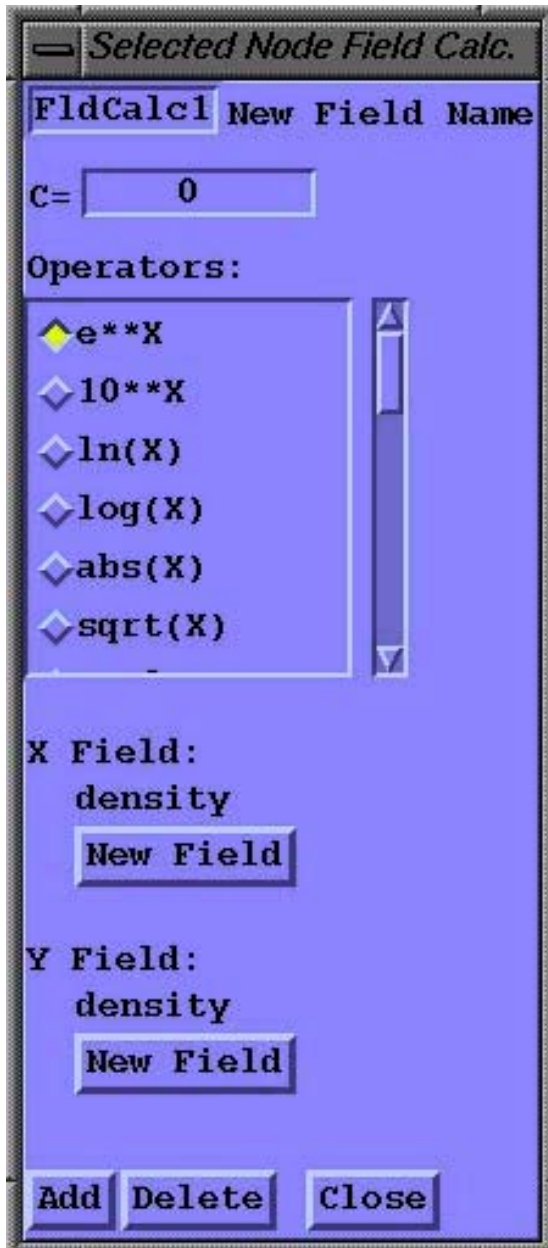 Selected Node Field Calc.
FldCalc1 New Field Name
C= 0
Operators:
e**X
10**X
ln(X)
log(X)
abs(X)
sqrt(X)
X Field:
density
New Field
Y Field:
density
New Field
Add Delete Close